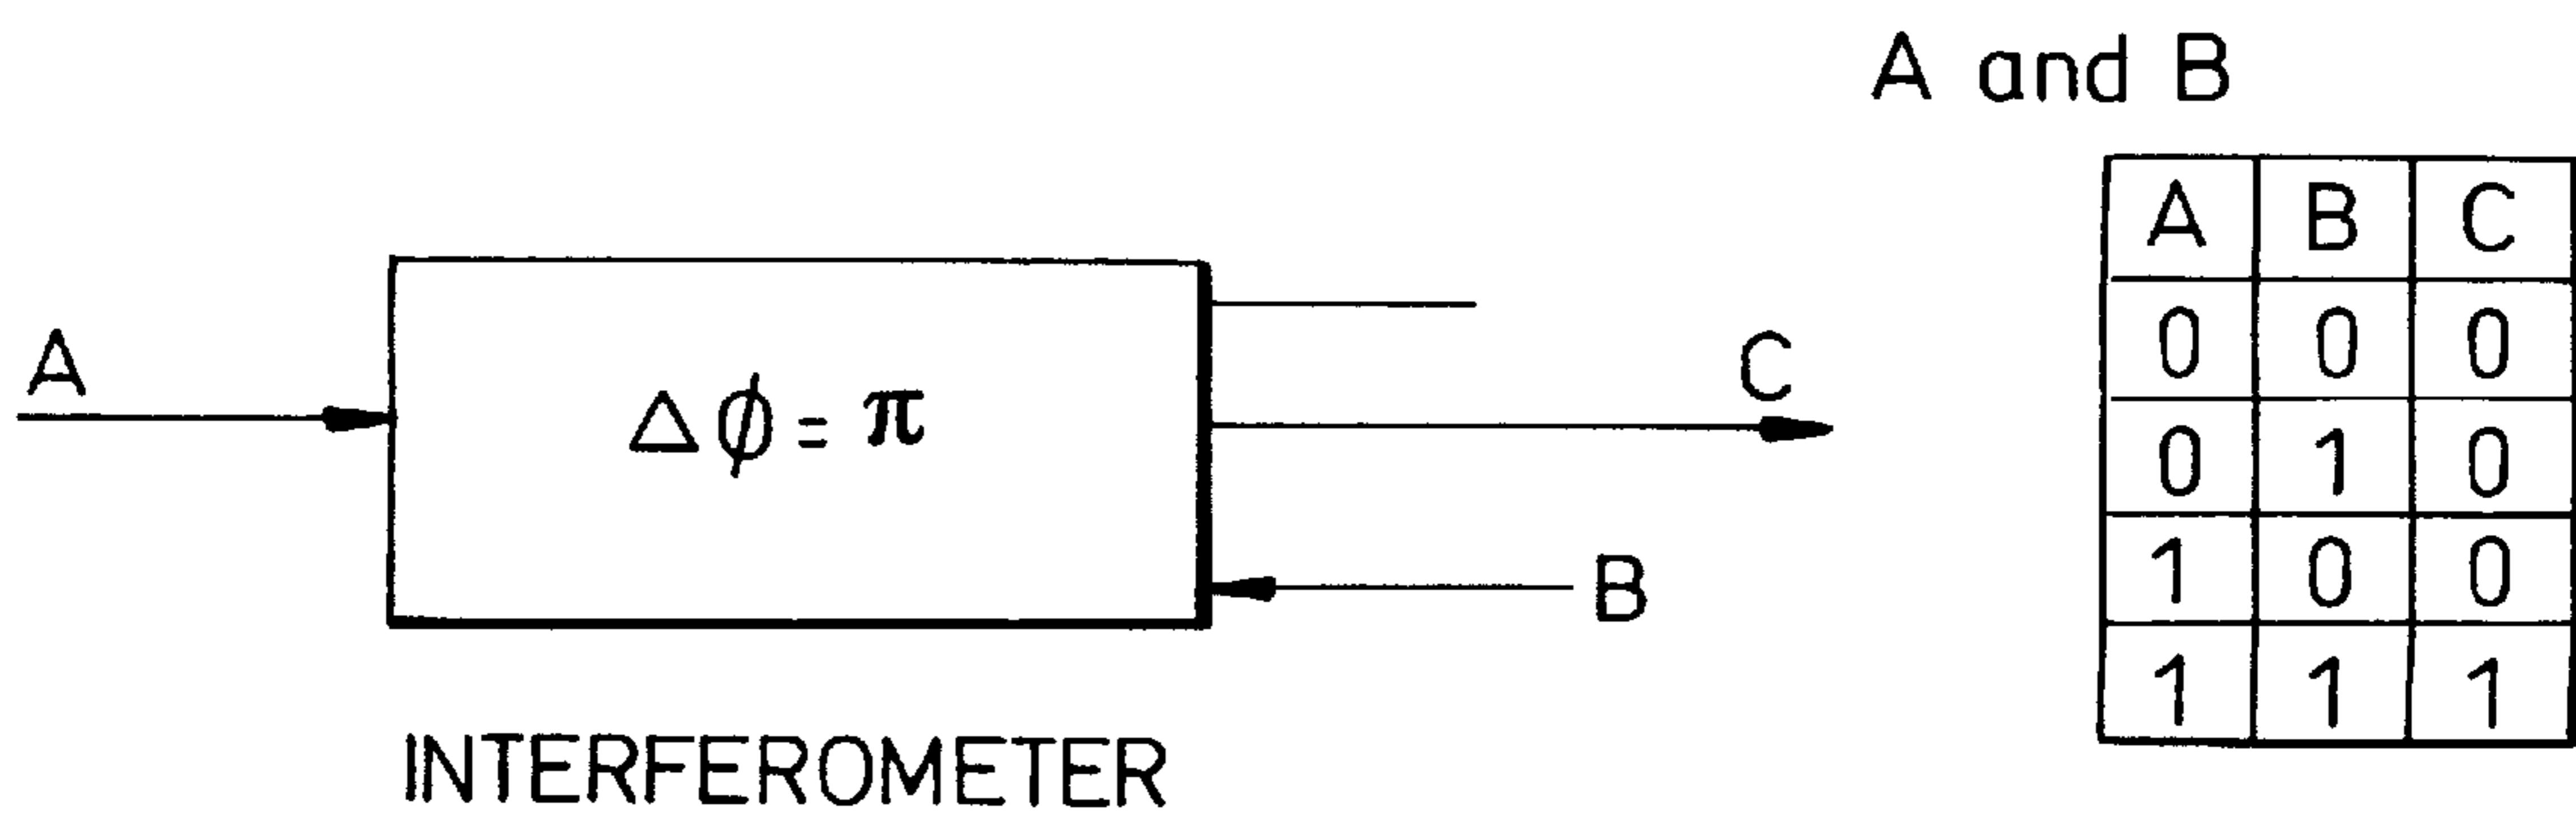 A and B
A B C
0 0 0
0 1 0
1 0 0
1 1 1
A
Δϕ = π
C
B
INTERFEROMETER